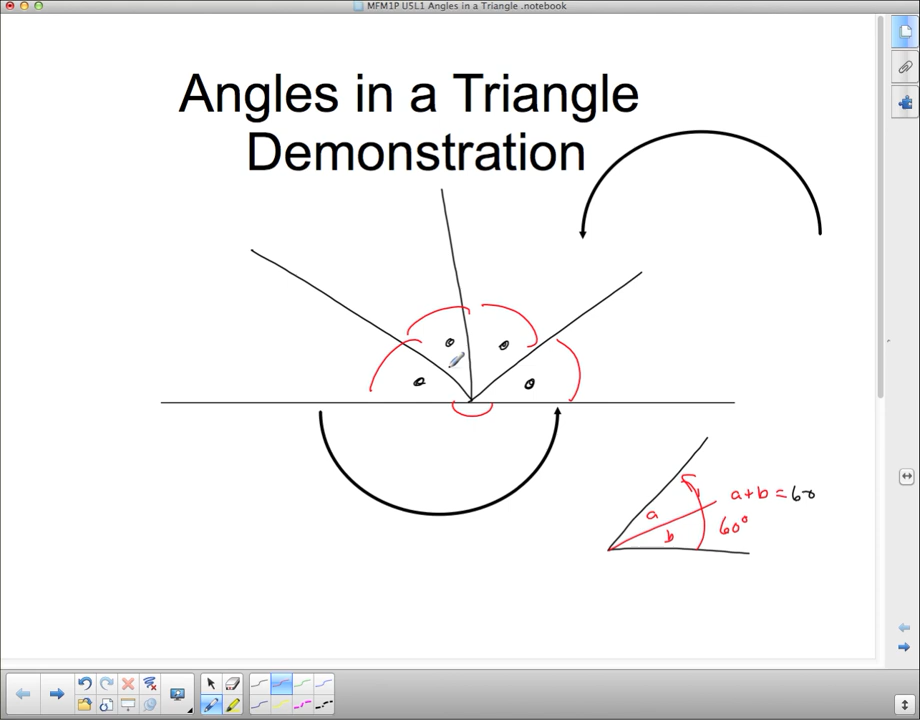 MFM1P U5L1 Angles in a Triangle .notebook
Angles in a Triangle
Demonstration
a+b = 60
a
60°
b